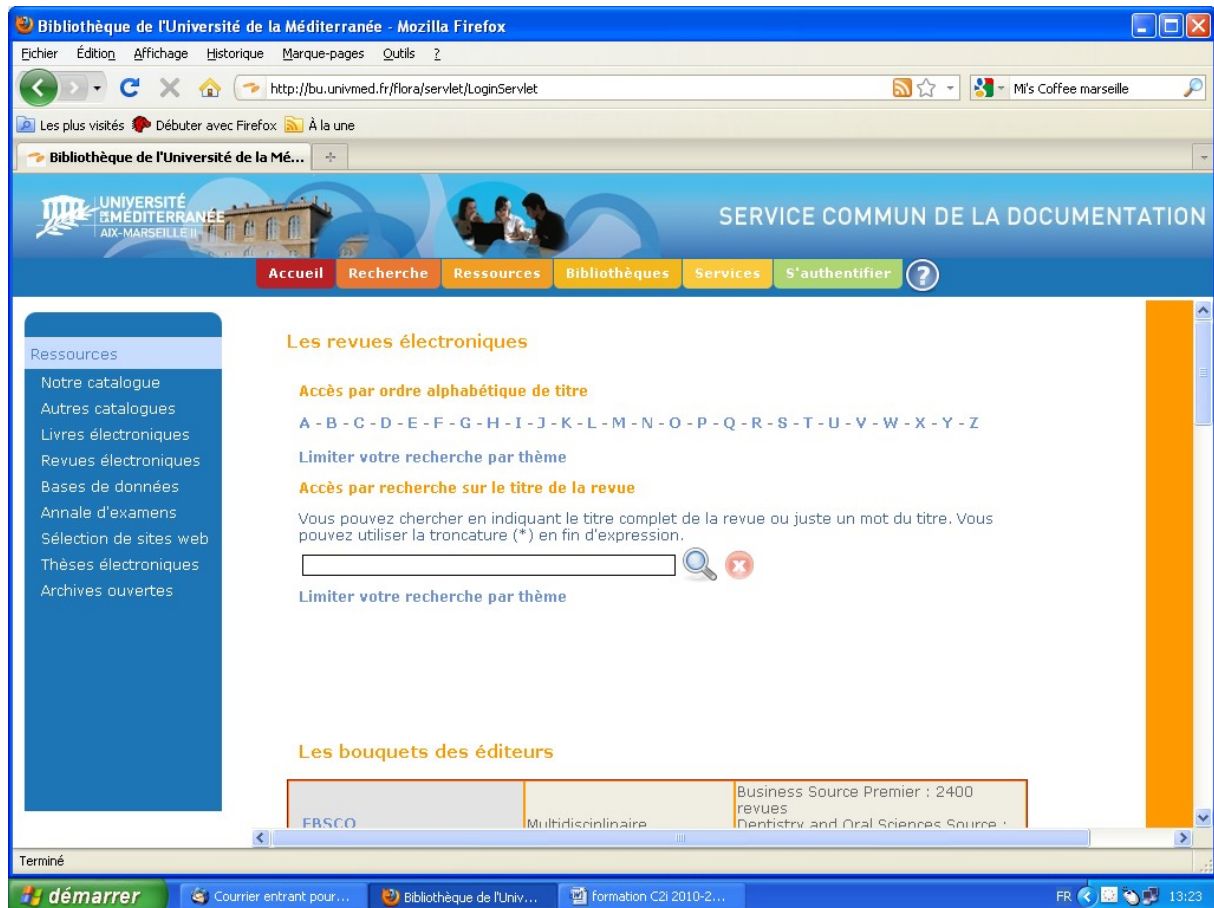 Bibliothèque de l'Université de la Méditerranée - Mozilla Firefox
Fichier Édition Affichage Historique Marque-pages Outils ?
http://bu.univmed.fr/flora/servlet/LoginServlet
Mi's Coffee marseille
Les plus visités Débuter avec Firefox À la une
Bibliothèque de l'Université de la Mé...
UNIVERSITÉ
DE LA MÉDITERRANÉE
AIX-MARSEILLE II
SERVICE COMMUN DE LA DOCUMENTATION
Accueil Recherche Ressources Bibliothèques Services S'authentifier ?
Ressources
Notre catalogue
Autres catalogues
Livres électroniques
Revues électroniques
Bases de données
Annale d'examens
Sélection de sites web
Thèses électroniques
Archives ouvertes
Les revues électroniques
Accès par ordre alphabétique de titre
A - B - C - D - E - F - G - H - I - J - K - L - M - N - O - P - Q - R - S - T - U - V - W - X - Y - Z
Limiter votre recherche par thème
Accès par recherche sur le titre de la revue
Vous pouvez chercher en indiquant le titre complet de la revue ou juste un mot du titre. Vous
pouvez utiliser la troncature (*) en fin d'expression.
Limiter votre recherche par thème
Les bouquets des éditeurs
Business Source Premier : 2400
revues
EBSCO Multidisciplinaire Dentistry and Oral Sciences Source :
Terminé
démarrer Courrier entrant pour... Bibliothèque de l'Univ... formation C2i 2010-2... FR 13:23